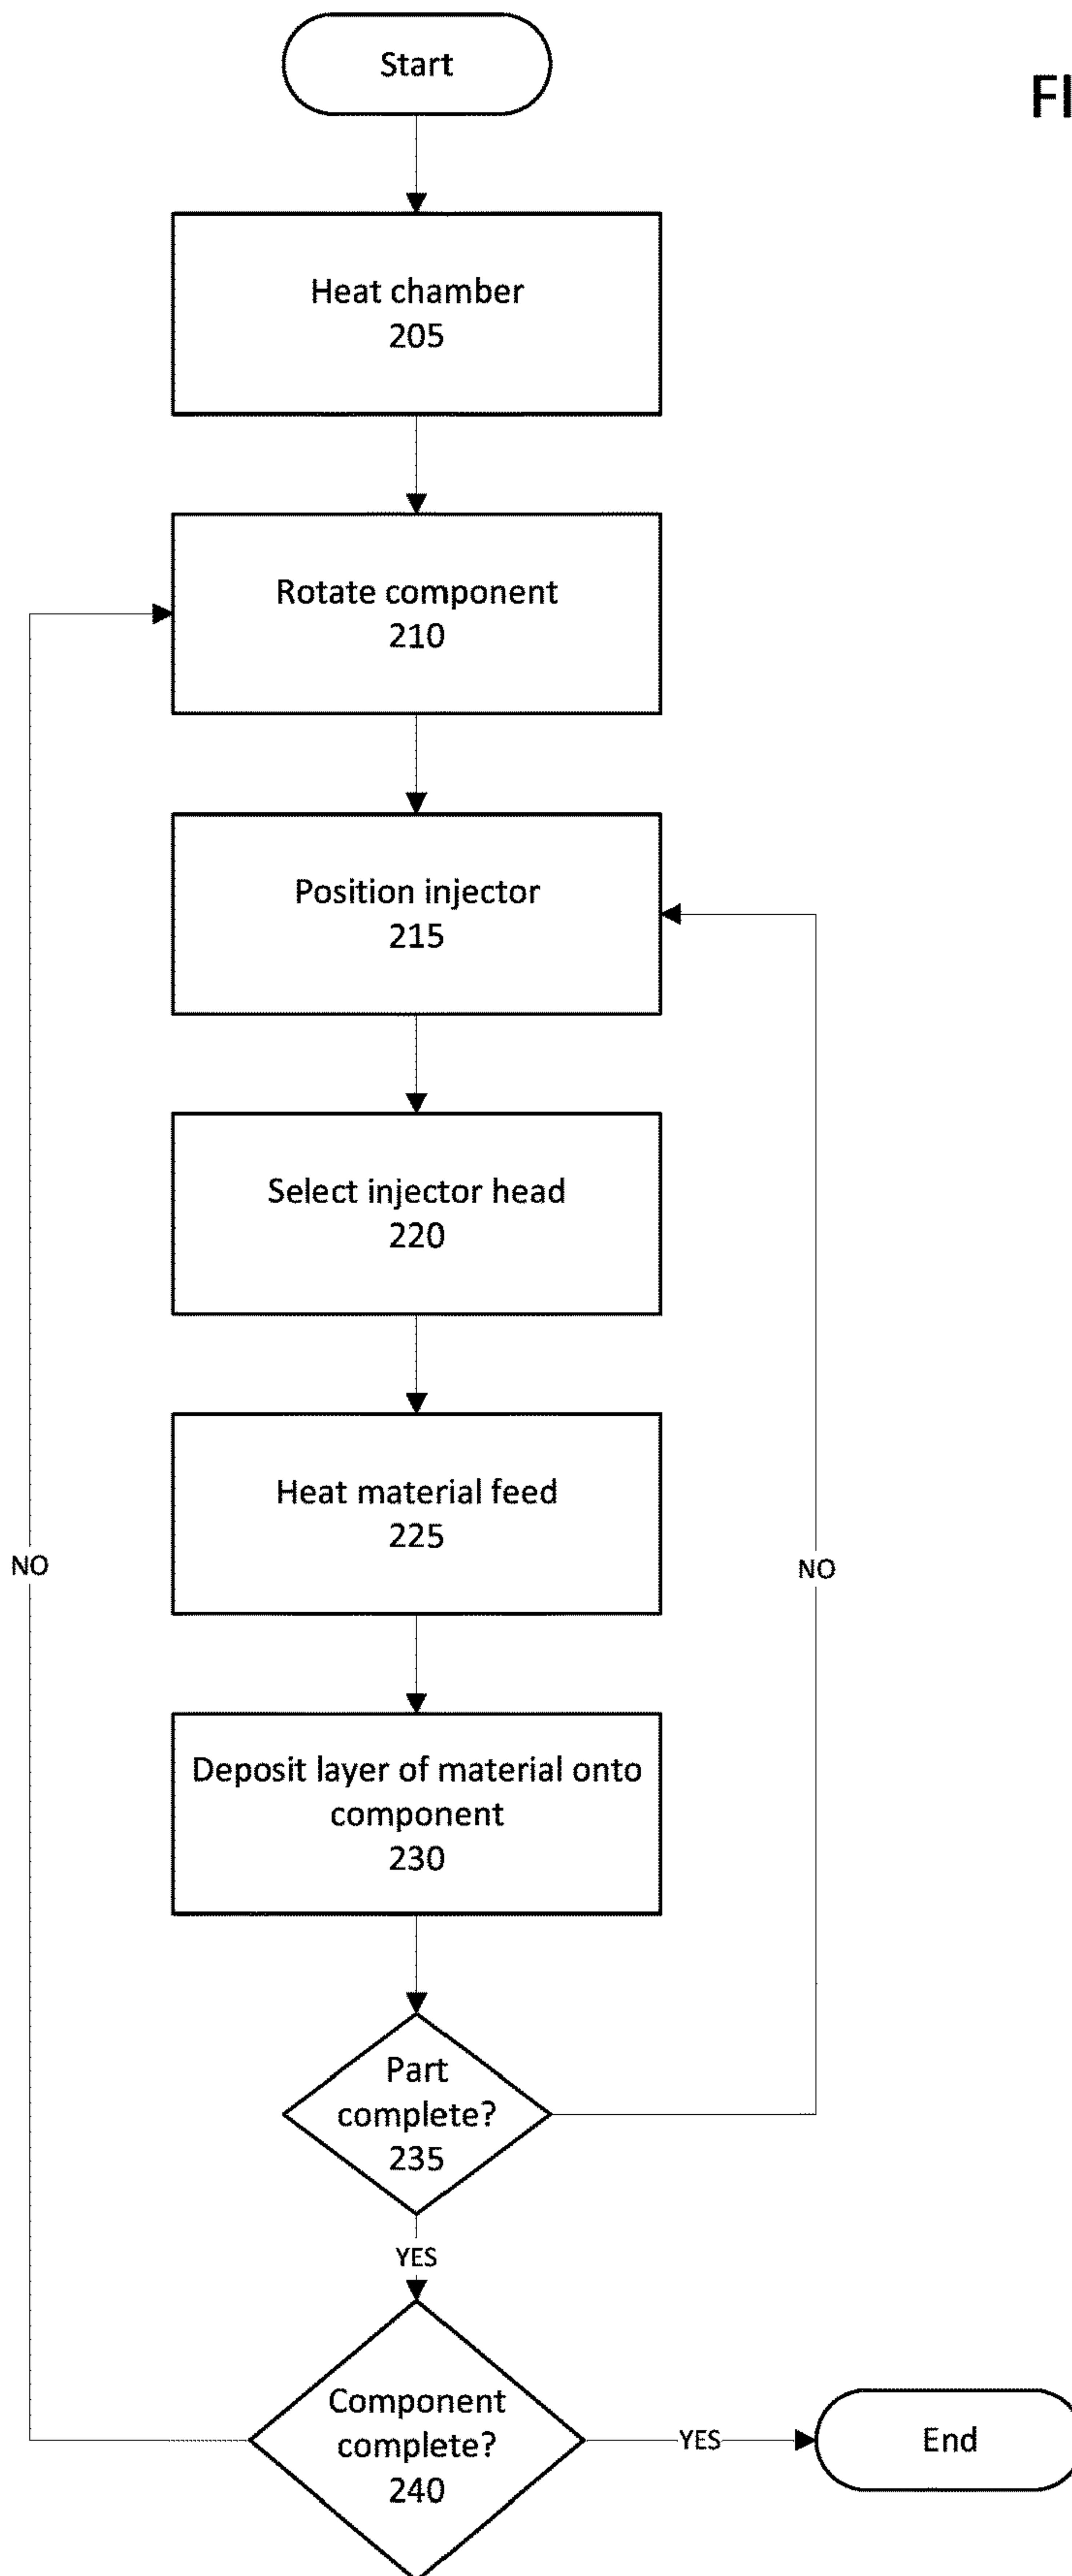 Start
FI
Heat chamber
205
Rotate component
210
Position injector
215
Select injector head
220
Heat material feed
225
NO
NO
Deposit layer of material onto
component
230
Part
complete?
235
YES
Component
complete?
240
YES
End